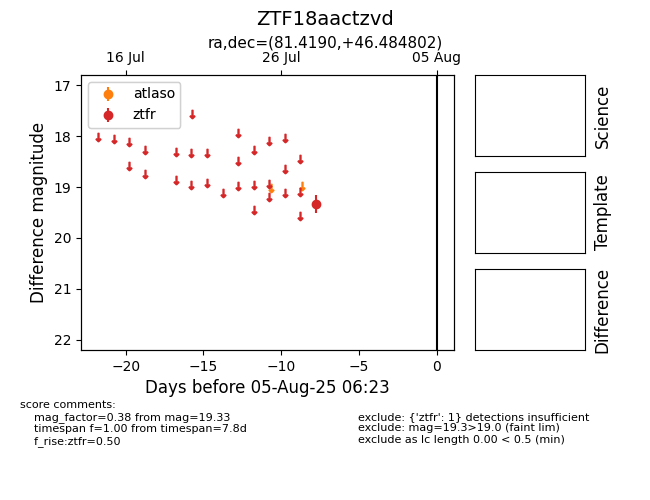 ZTF18aactzvd
ra,dec=(81.4190,+46.484802)
16 Jul 26 Jul 05 Aug
atlaso
ztfr
Difference magnitude
17
18
19
20
21
22
−20 −15 −10 −5 0
Days before 05-Aug-25 06:23
Science
Template
Difference
score comments:
mag_factor=0.38 from mag=19.33
timespan f=1.00 from timespan=7.8d
f_rise:ztfr=0.50
exclude: {'ztfr': 1} detections insufficient
exclude: mag=19.3>19.0 (faint lim)
exclude as lc length 0.00 < 0.5 (min)